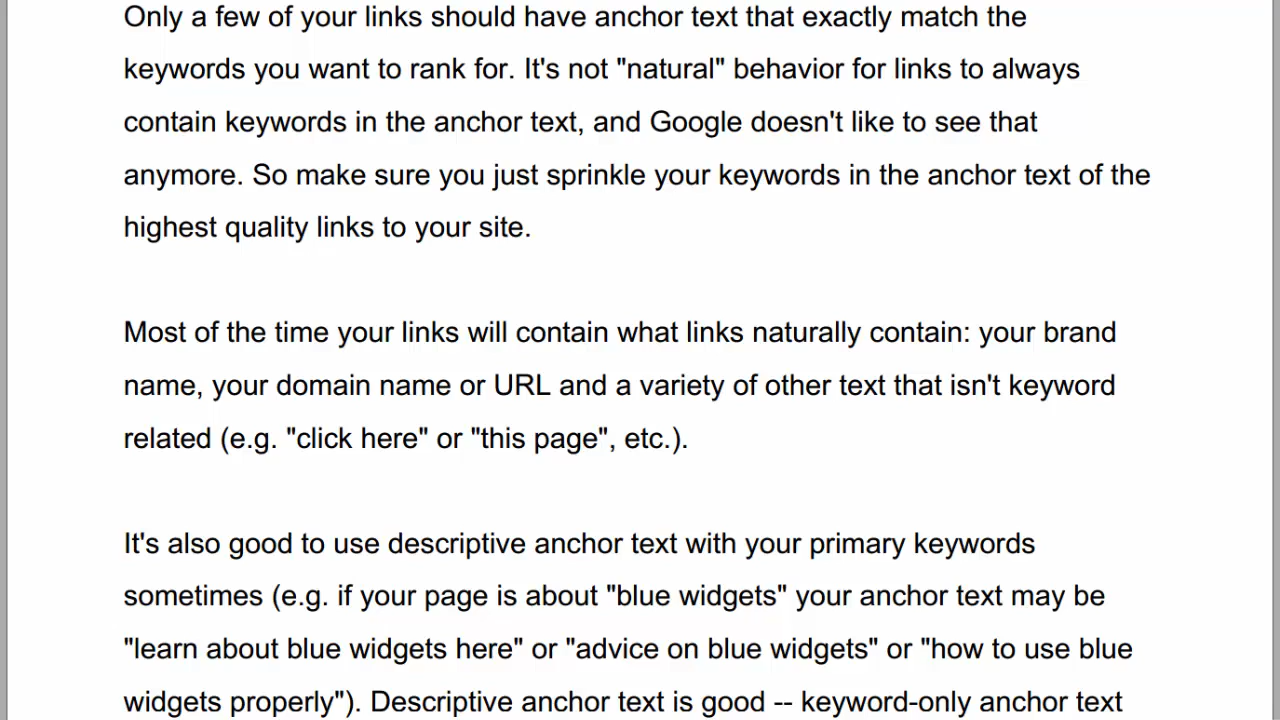 Only a few of your links should have anchor text that exactly match the
keywords you want to rank for. It's not "natural" behavior for links to always
contain keywords in the anchor text, and Google doesn't like to see that
anymore. So make sure you just sprinkle your keywords in the anchor text of the
highest quality links to your site.
Most of the time your links will contain what links naturally contain: your brand
name, your domain name or URL and a variety of other text that isn't keyword
related (e.g. "click here" or "this page", etc.).
It's also good to use descriptive anchor text with your primary keywords
sometimes (e.g. if your page is about "blue widgets" your anchor text may be
"learn about blue widgets here" or "advice on blue widgets" or "how to use blue
widgets properly"). Descriptive anchor text is good -- keyword-only anchor text